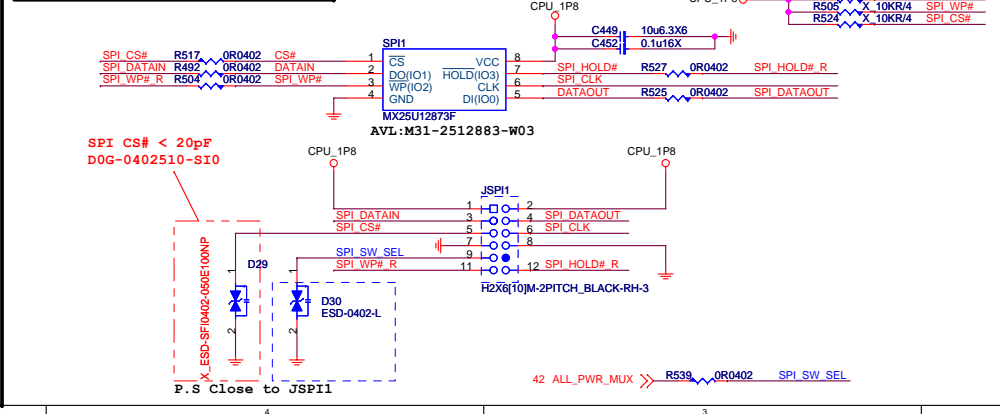 CPU_1P8
R505 X_10KR/4 SPI_WP#
R524 X_10KR/4 SPI_CS#
C449 10u6.3X6
C452 0.1u16X
SPI1
SPI_CS# R517 0R0402 CS# 1 CS VCC 8
SPI_DATAIN R492 0R0402 DATAIN 2 DO(IO1) HOLD(IO3) 7 SPI_HOLD# R527 0R0402 SPI_HOLD#_R
SPI_WP#_R R504 0R0402 SPI_WP# 3 WP(IO2) CLK 6 SPI_CLK
4 GND DI(IO0) 5 DATAOUT R525 0R0402 SPI_DATAOUT
MX25U12873F
AVL:M31-2512883-W03
SPI CS# < 20pF
D0G-0402510-SI0
CPU_1P8 CPU_1P8
JSPI1
1 2
SPI_DATAIN 3 4 SPI_DATAOUT
SPI_CS# 5 6 SPI_CLK
7 8
SPI_SW_SEL 9
SPI_WP#_R 11 12 SPI_HOLD#_R
H2X6[10]M-2PITCH_BLACK-RH-3
X_ESD-SFI0402-050E100NP
1 D29 2
1 D30 2
ESD-0402-L
P.S Close to JSPI1
42 ALL_PWR_MUX R539 0R0402 SPI_SW_SEL
4 3